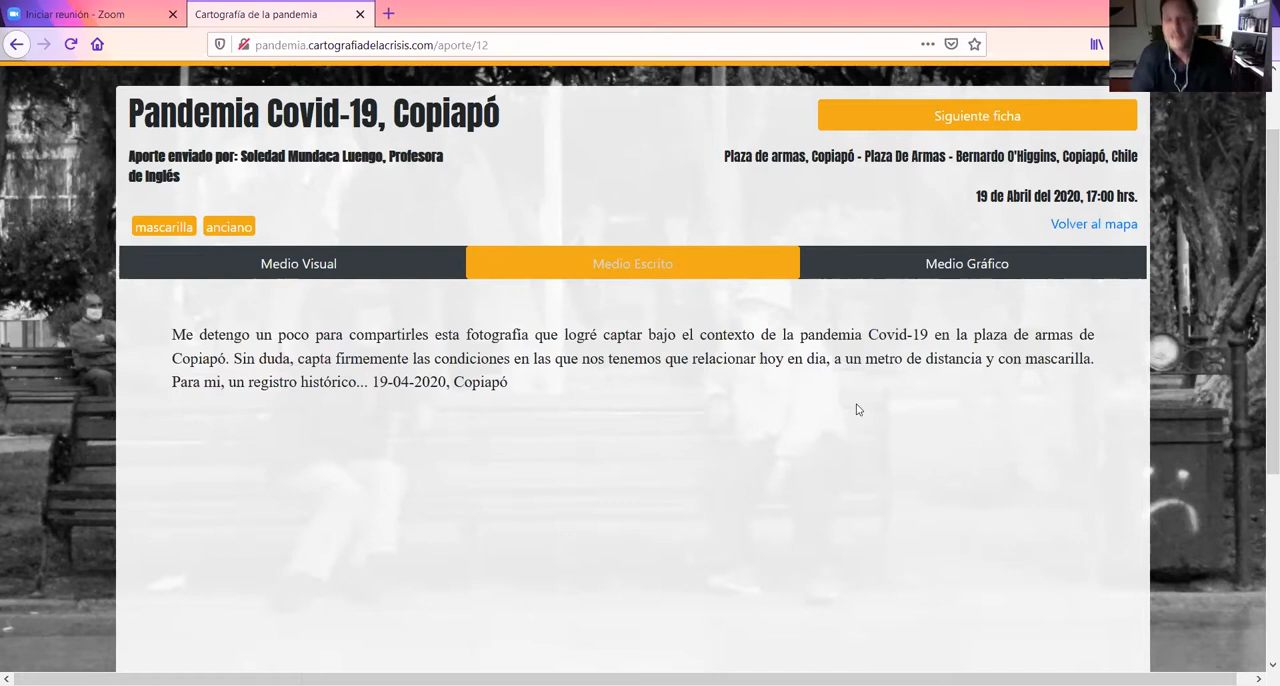 Iniciar reunión - Zoom
Cartografía de la pandemia
pandemia.cartografiadelacrisis.com/aporte/12
Pandemia Covid-19, Copiapó
Siguiente ficha
Aporte enviado por: Soledad Mundaca Luengo, Profesora
de Inglés
Plaza de armas, Copiapó - Plaza De Armas - Bernardo O'Higgins, Copiapó, Chile
19 de Abril del 2020, 17:00 hrs.
mascarilla anciano
Volver al mapa
Medio Visual
Medio Escrito
Medio Gráfico
Me detengo un poco para compartirles esta fotografía que logré captar bajo el contexto de la pandemia Covid-19 en la plaza de armas de
Copiapó. Sin duda, capta firmemente las condiciones en las que nos tenemos que relacionar hoy en dia, a un metro de distancia y con mascarilla.
Para mi, un registro histórico... 19-04-2020, Copiapó